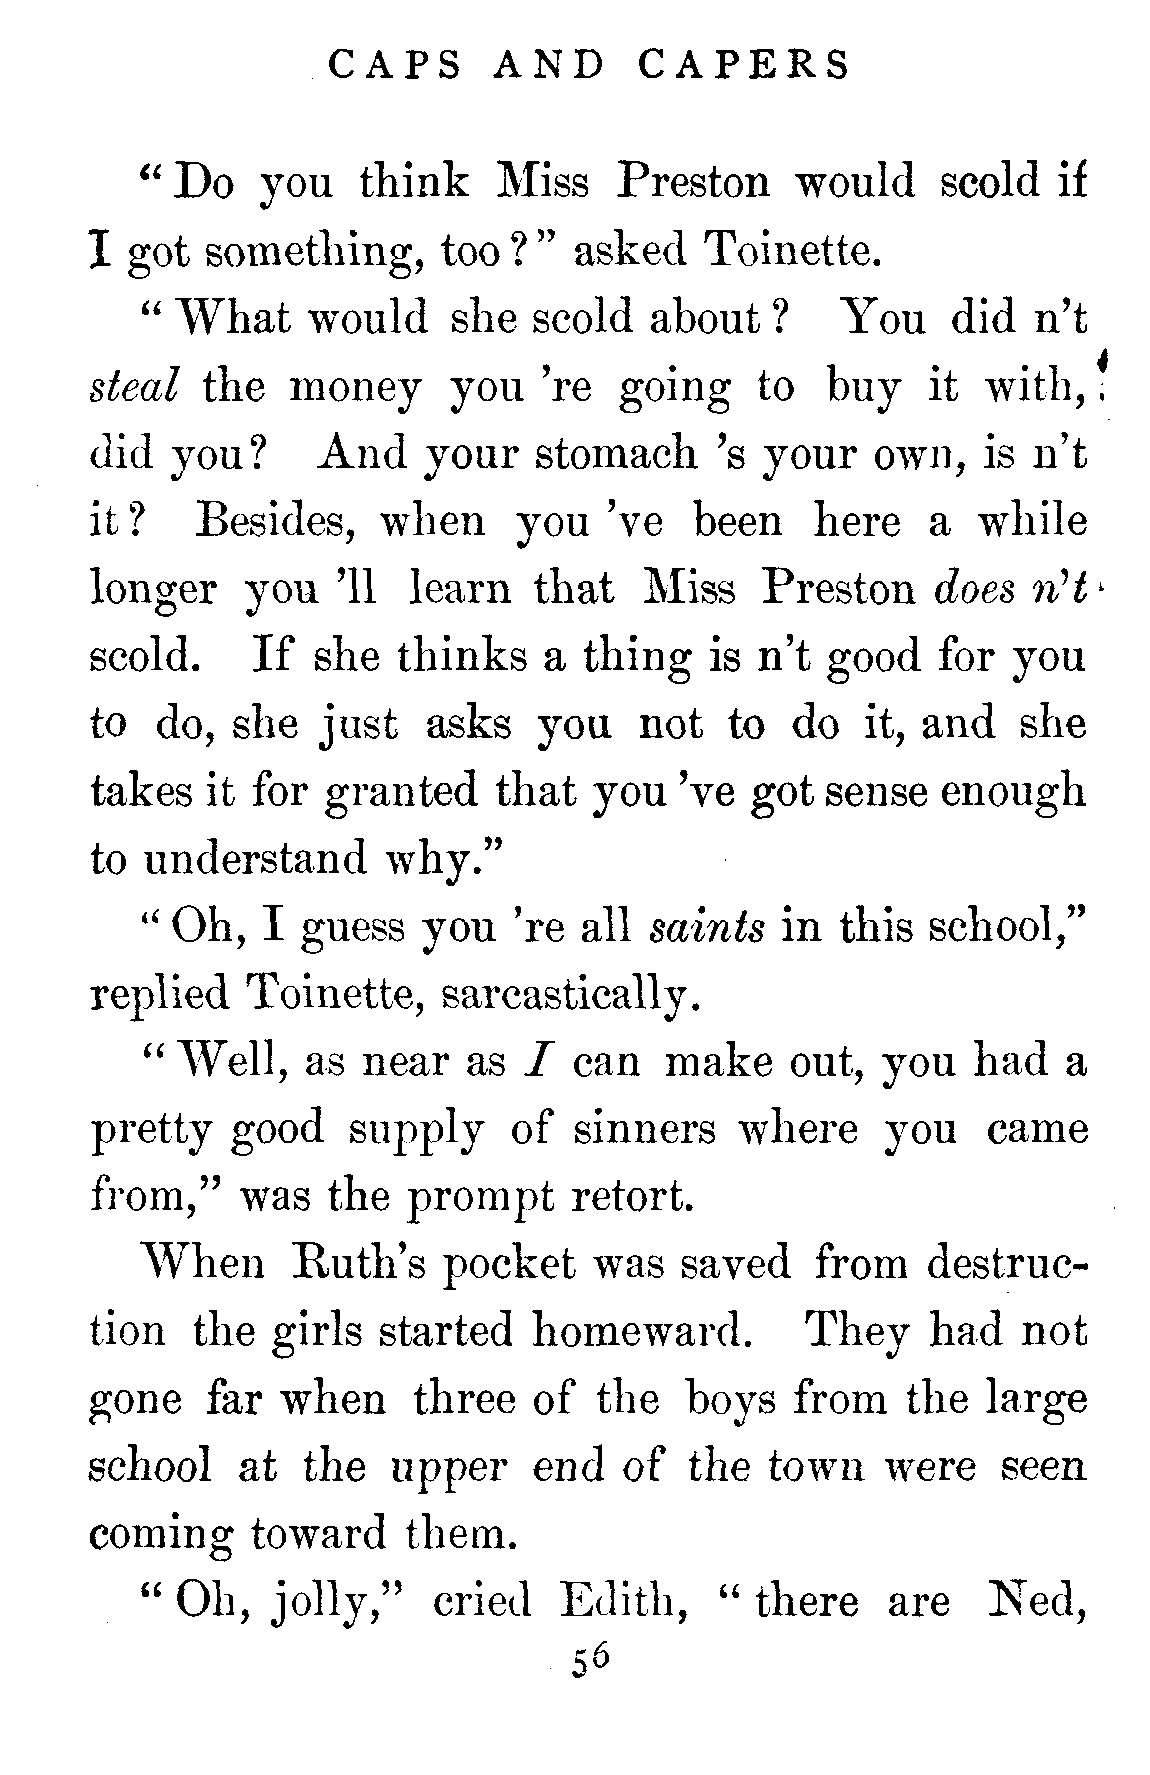 CAPS AND CAPERS
“ Do you think Miss Preston would scold if
I got something, too ? ” asked Toinette.
“ What would she scold about ? You did n’t
steal the money you ’re going to buy it with,
did you? And your stomach ’s your own, is n’t
it ? Besides, when you ’ve been here a while
longer you ’ll learn that Miss Preston does n’t
scold. If she thinks a thing is n’t good for you
to do, she just asks you not to do it, and she
takes it for granted that you ’ve got sense enough
to understand why.”
“ Oh, I guess you ’re all saints in this school,”
replied Toinette, sarcastically.
“ Well, as near as I can make out, you had a
pretty good supply of sinners where you came
from,” was the prompt retort.
When Ruth’s pocket was saved from destruc-
tion the girls started homeward. They had not
gone far when three of the boys from the large
school at the upper end of the town were seen
coming toward them.
“ Oh, jolly,” cried Edith, “ there are Ned,
56